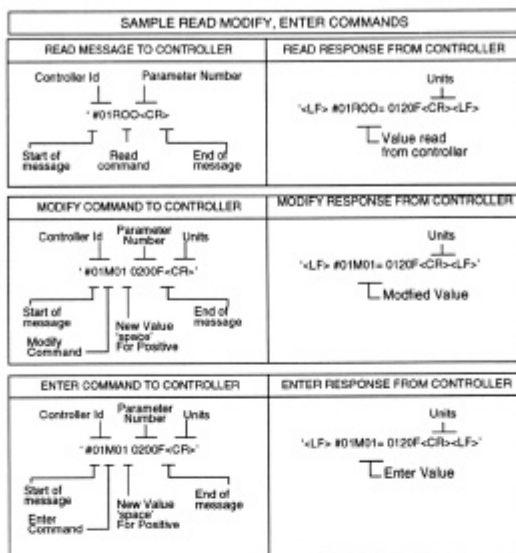 SAMPLE READ MODIFY, ENTER COMMANDS
READ MESSAGE TO CONTROLLER
Controller Id
Parameter Number
' #01ROO<CR>
Start of
message
Read
command
End of
message
READ RESPONSE FROM CONTROLLER
Units
'<LF> #01ROO= 0120F<CR><LF>
Value read
from controller
MODIFY COMMAND TO CONTROLLER
Controller Id
Parameter
Number
Units
' #01M01 0200F<CR>'
Start of
message
Modify
Command
New Value
'space'
For Positive
End of
message
MODIFY RESPONSE FROM CONTROLLER
Units
'<LF> #01M01= 0120F<CR><LF>'
Modfied Value
ENTER COMMAND TO CONTROLLER
Controller Id
Parameter
Number
Units
' #01M01 0200F<CR>'
Start of
message
Enter
Command
New Value
'space'
For Positive
End of
message
ENTER RESPONSE FROM CONTROLLER
Units
'<LF> #01M01= 0120F<CR><LF>'
Enter Value